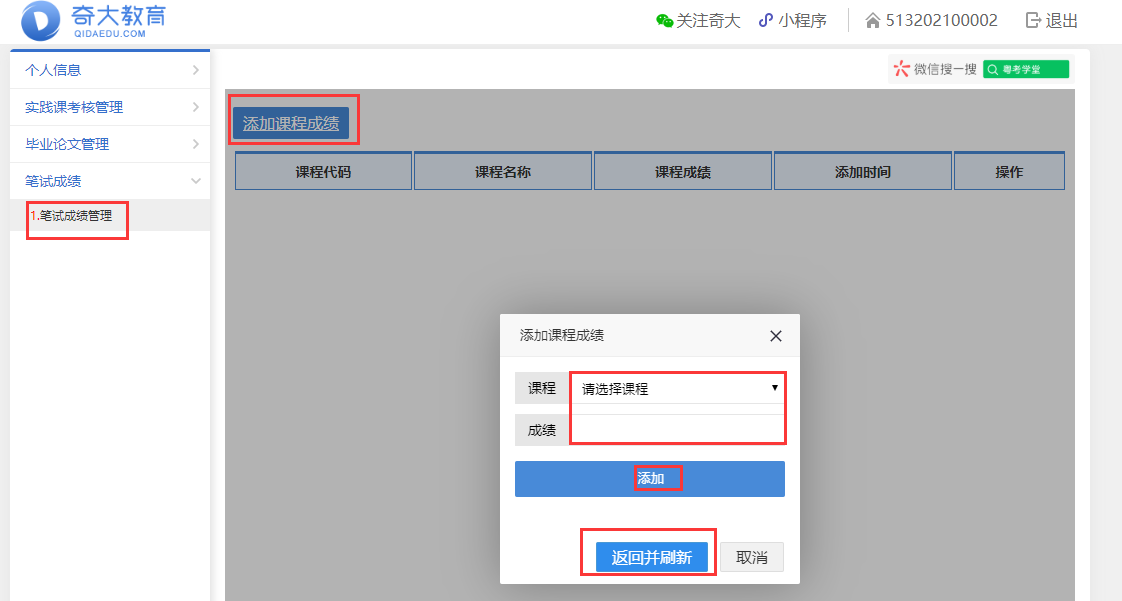 奇大教育
QIDAEDU.COM
关注奇大 小程序 513202100002 退出
微信搜一搜 粤考学堂
个人信息
实践课考核管理
毕业论文管理
笔试成绩
1.笔试成绩管理
添加课程成绩
课程代码 课程名称 课程成绩 添加时间 操作
添加课程成绩
课程 请选择课程
成绩
添加
返回并刷新 取消